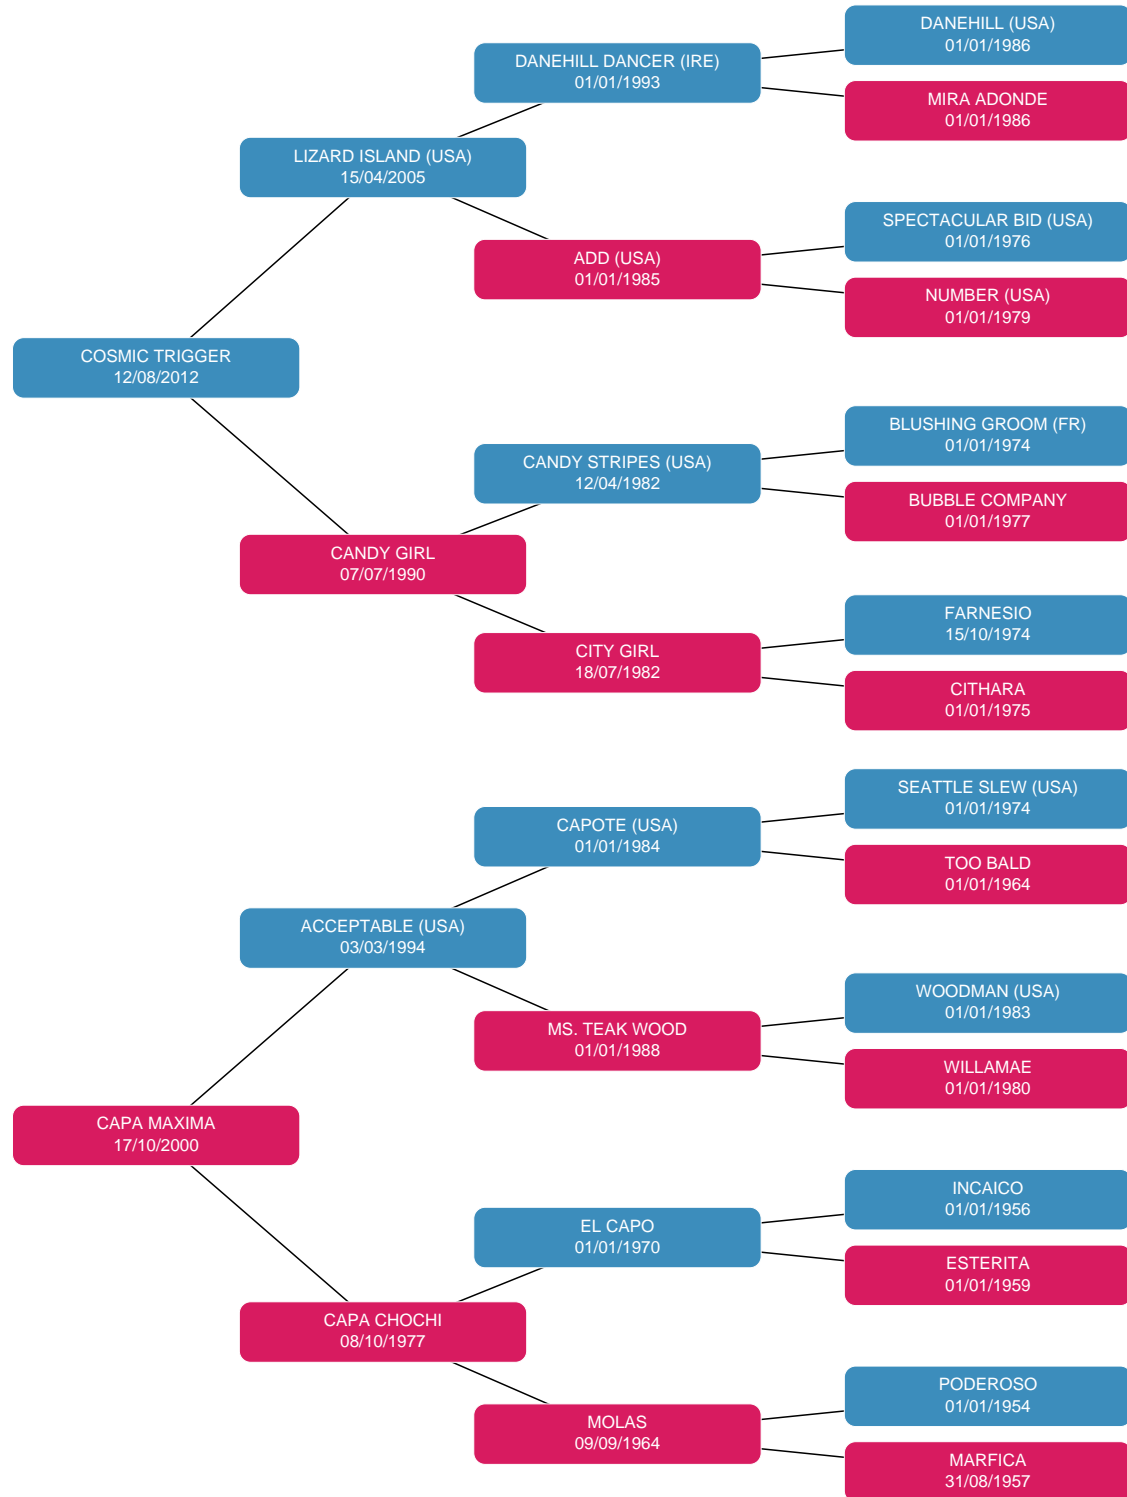 DANEHILL (USA)
01/01/1986
DANEHILL DANCER (IRE)
01/01/1993
MIRA ADONDE
01/01/1986
LIZARD ISLAND (USA)
15/04/2005
SPECTACULAR BID (USA)
01/01/1976
ADD (USA)
01/01/1985
NUMBER (USA)
01/01/1979
COSMIC TRIGGER
12/08/2012
BLUSHING GROOM (FR)
01/01/1974
CANDY STRIPES (USA)
12/04/1982
BUBBLE COMPANY
01/01/1977
CANDY GIRL
07/07/1990
FARNESIO
15/10/1974
CITY GIRL
18/07/1982
CITHARA
01/01/1975
SEATTLE SLEW (USA)
01/01/1974
CAPOTE (USA)
01/01/1984
TOO BALD
01/01/1964
ACCEPTABLE (USA)
03/03/1994
WOODMAN (USA)
01/01/1983
MS. TEAK WOOD
01/01/1988
WILLAMAE
01/01/1980
CAPA MAXIMA
17/10/2000
INCAICO
01/01/1956
EL CAPO
01/01/1970
ESTERITA
01/01/1959
CAPA CHOCHI
08/10/1977
PODEROSO
01/01/1954
MOLAS
09/09/1964
MARFICA
31/08/1957